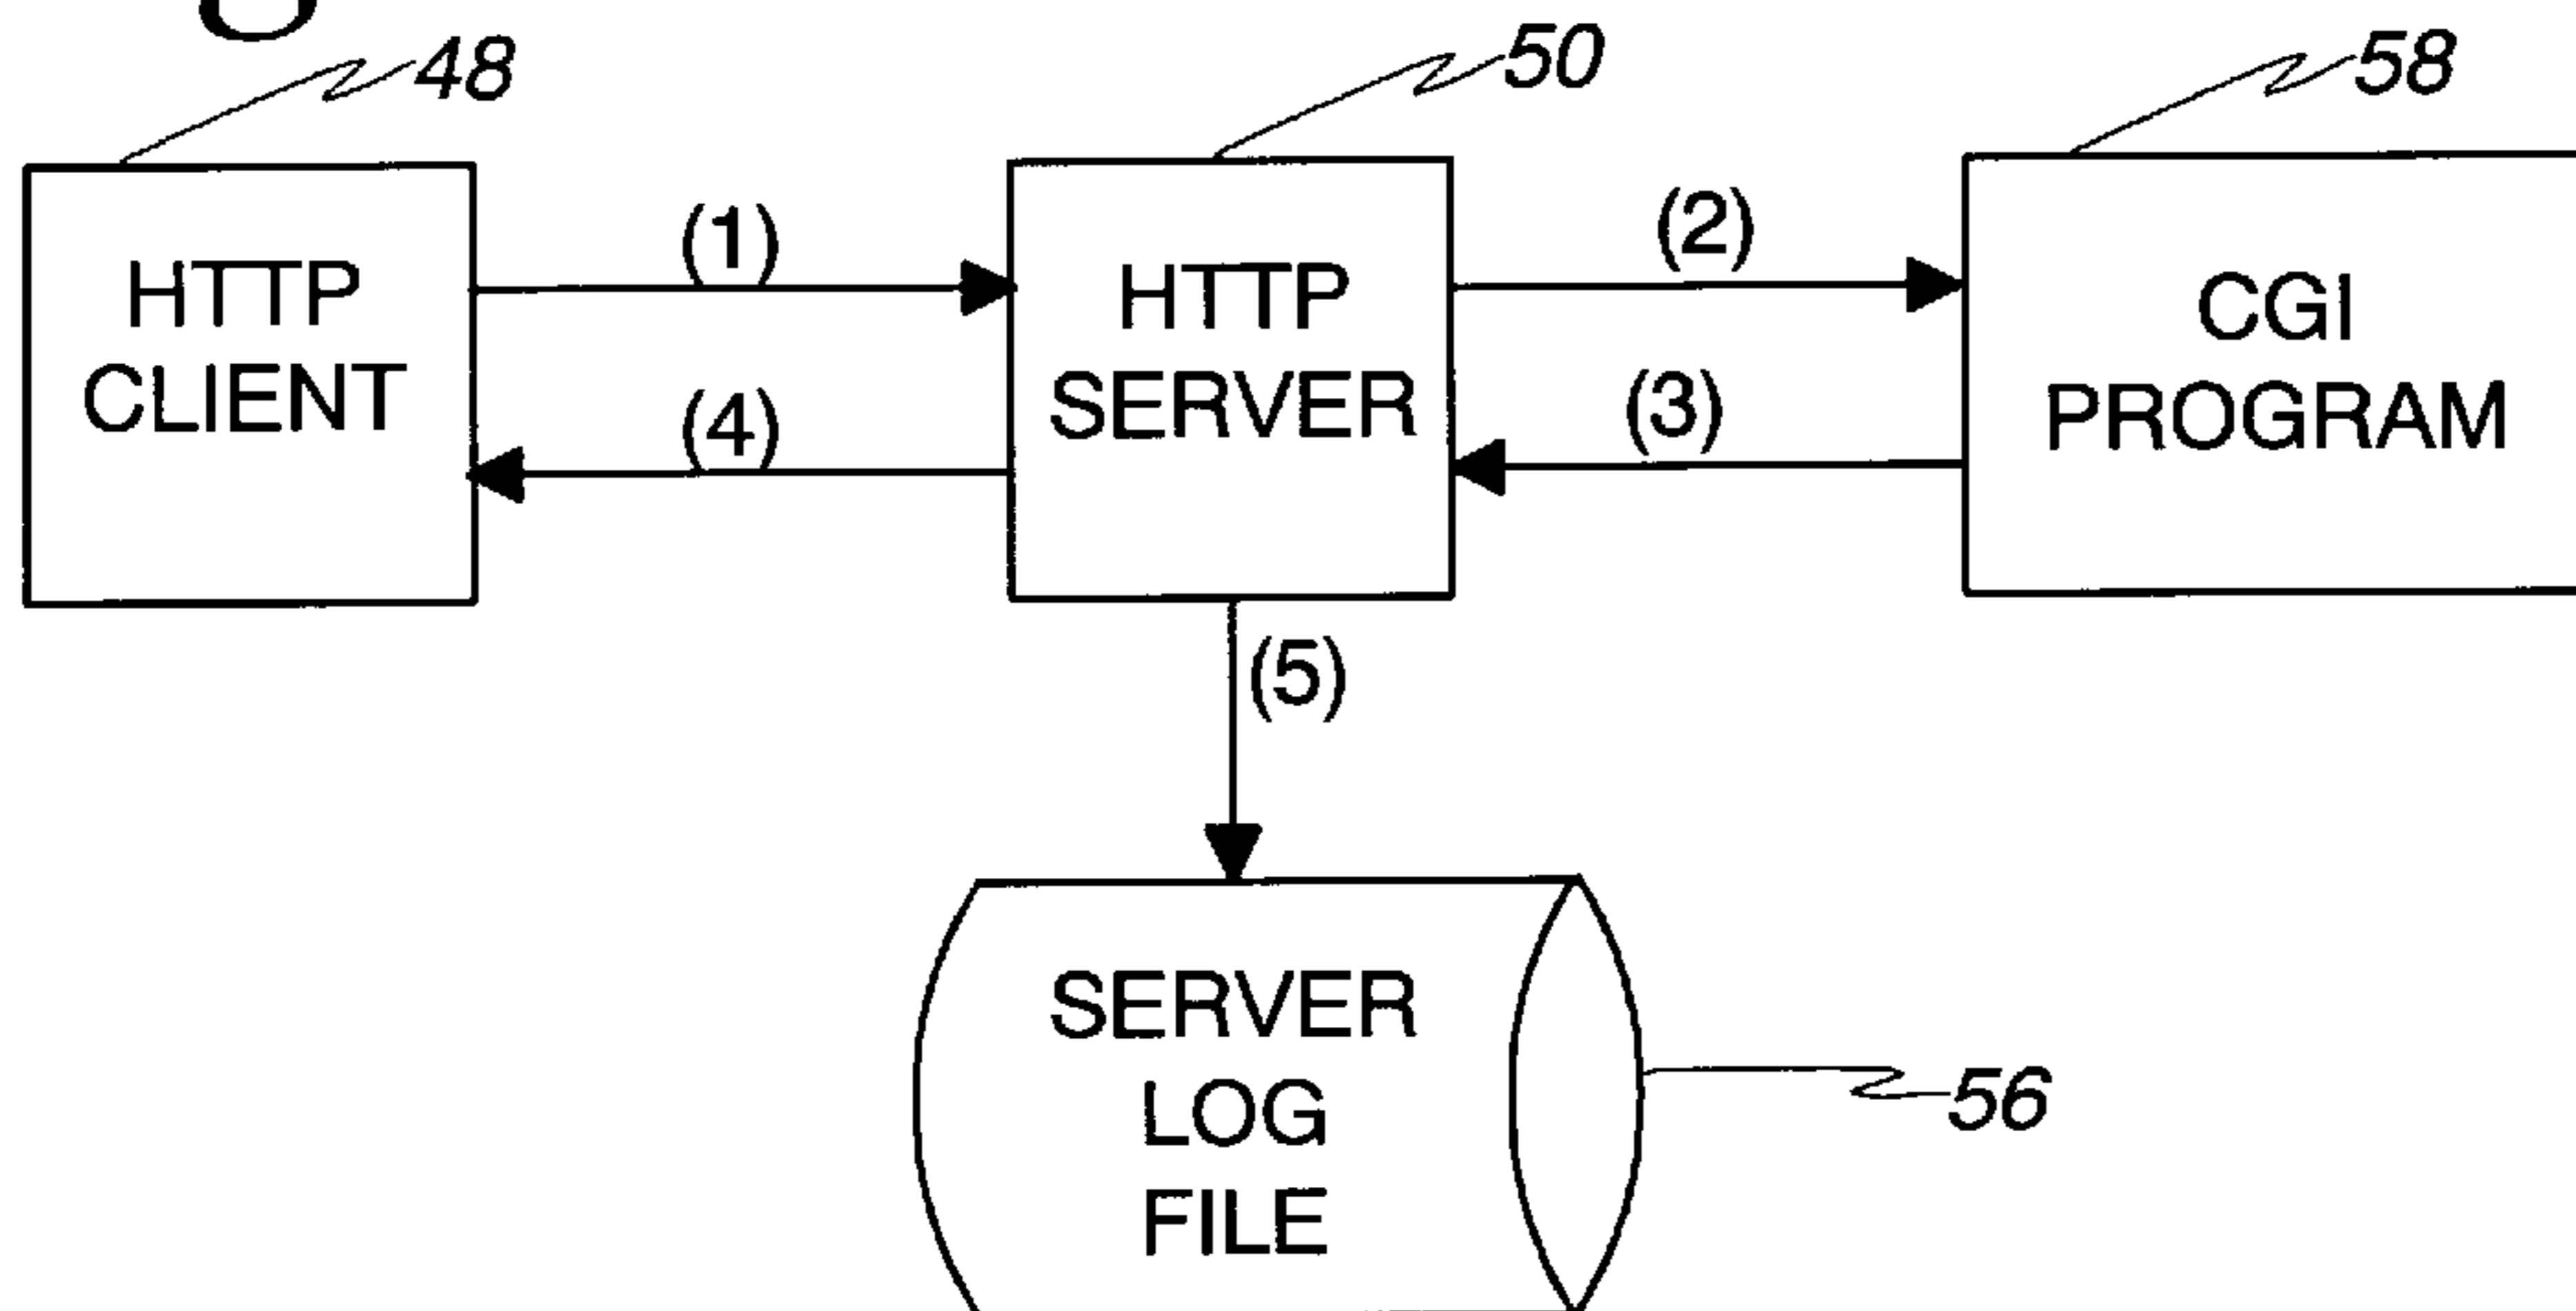 48
50
58
(1)
(2)
HTTP
CLIENT
HTTP
SERVER
CGI
PROGRAM
(4)
(3)
(5)
SERVER
LOG
FILE
56